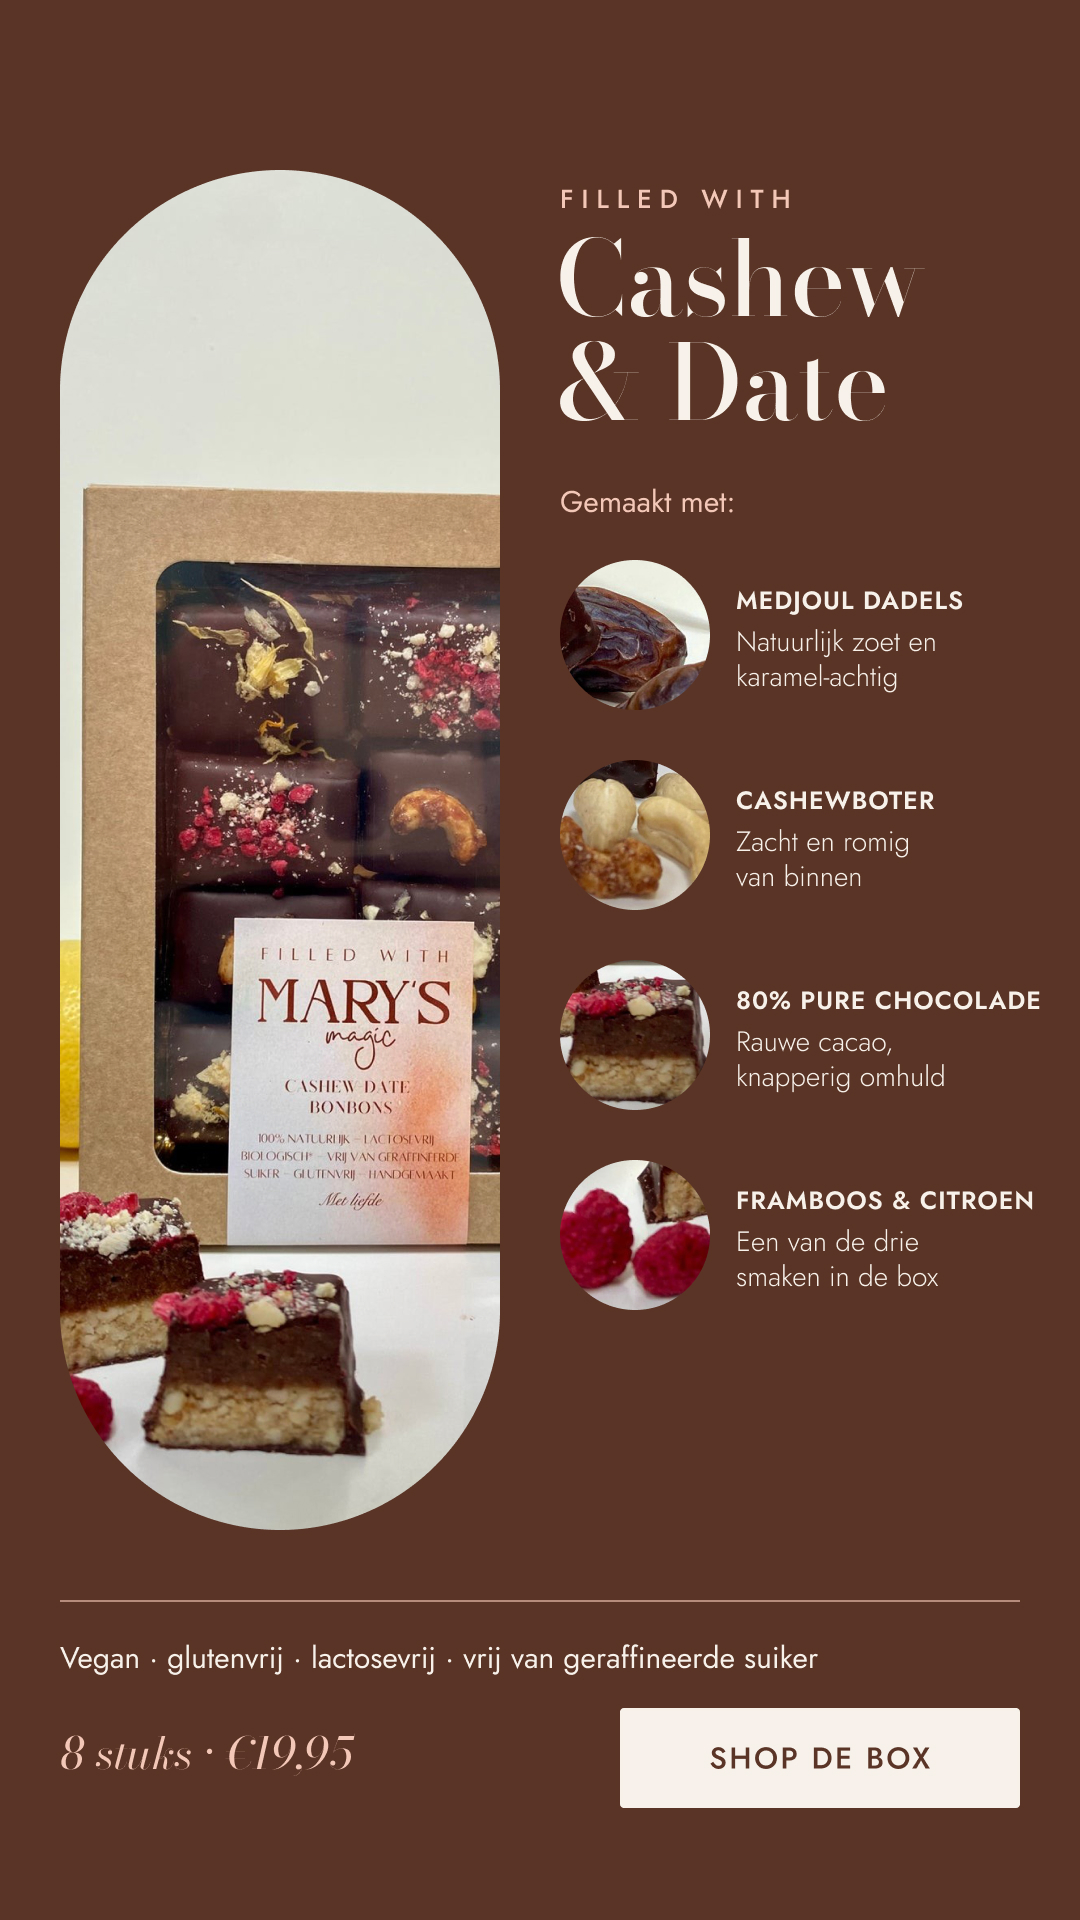 FILLED WITH
Cashew
& Date
Gemaakt met:
MEDJOUL DADELS
Natuurlijk zoet en
karamel-achtig
CASHEWBOTER
Zacht en romig
van binnen
80% PURE CHOCOLADE
Rauwe cacao,
knapperig omhuld
FRAMBOOS & CITROEN
Een van de drie
smaken in de box
FILLED WITH
MARY'S
magic
CASHEW DATE
BONBONS
100% NATUURLIJK – LACTOSEVRIJ
BIOLOGISCH* – VRIJ VAN GERAFFINEERDE
SUIKER – GLUTENVRIJ – HANDGEMAAKT
Met liefde
Vegan · glutenvrij · lactosevrij · vrij van geraffineerde suiker
8 stuks · €19,95
SHOP DE BOX